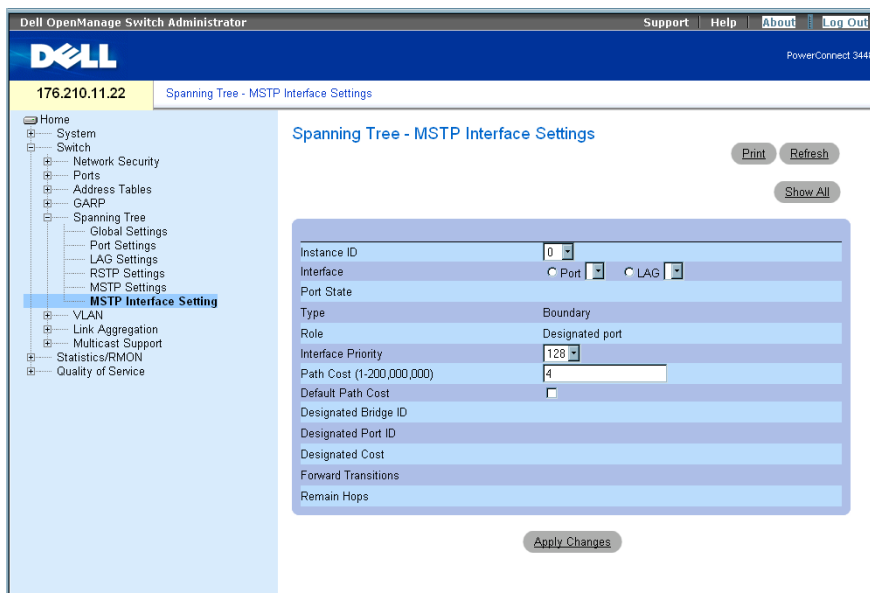 Dell OpenManage Switch Administrator Support Help About Log Out
DELL
PowerConnect 344
176.210.11.22 Spanning Tree - MSTP Interface Settings
Home
System
Switch
Network Security
Ports
Address Tables
GARP
Spanning Tree
Global Settings
Port Settings
LAG Settings
RSTP Settings
MSTP Settings
MSTP Interface Setting
VLAN
Link Aggregation
Multicast Support
Statistics/RMON
Quality of Service
Spanning Tree - MSTP Interface Settings
Print Refresh
Show All
Instance ID 0
Interface Port LAG
Port State
Type Boundary
Role Designated port
Interface Priority 128
Path Cost (1-200,000,000) 4
Default Path Cost
Designated Bridge ID
Designated Port ID
Designated Cost
Forward Transitions
Remain Hops
Apply Changes